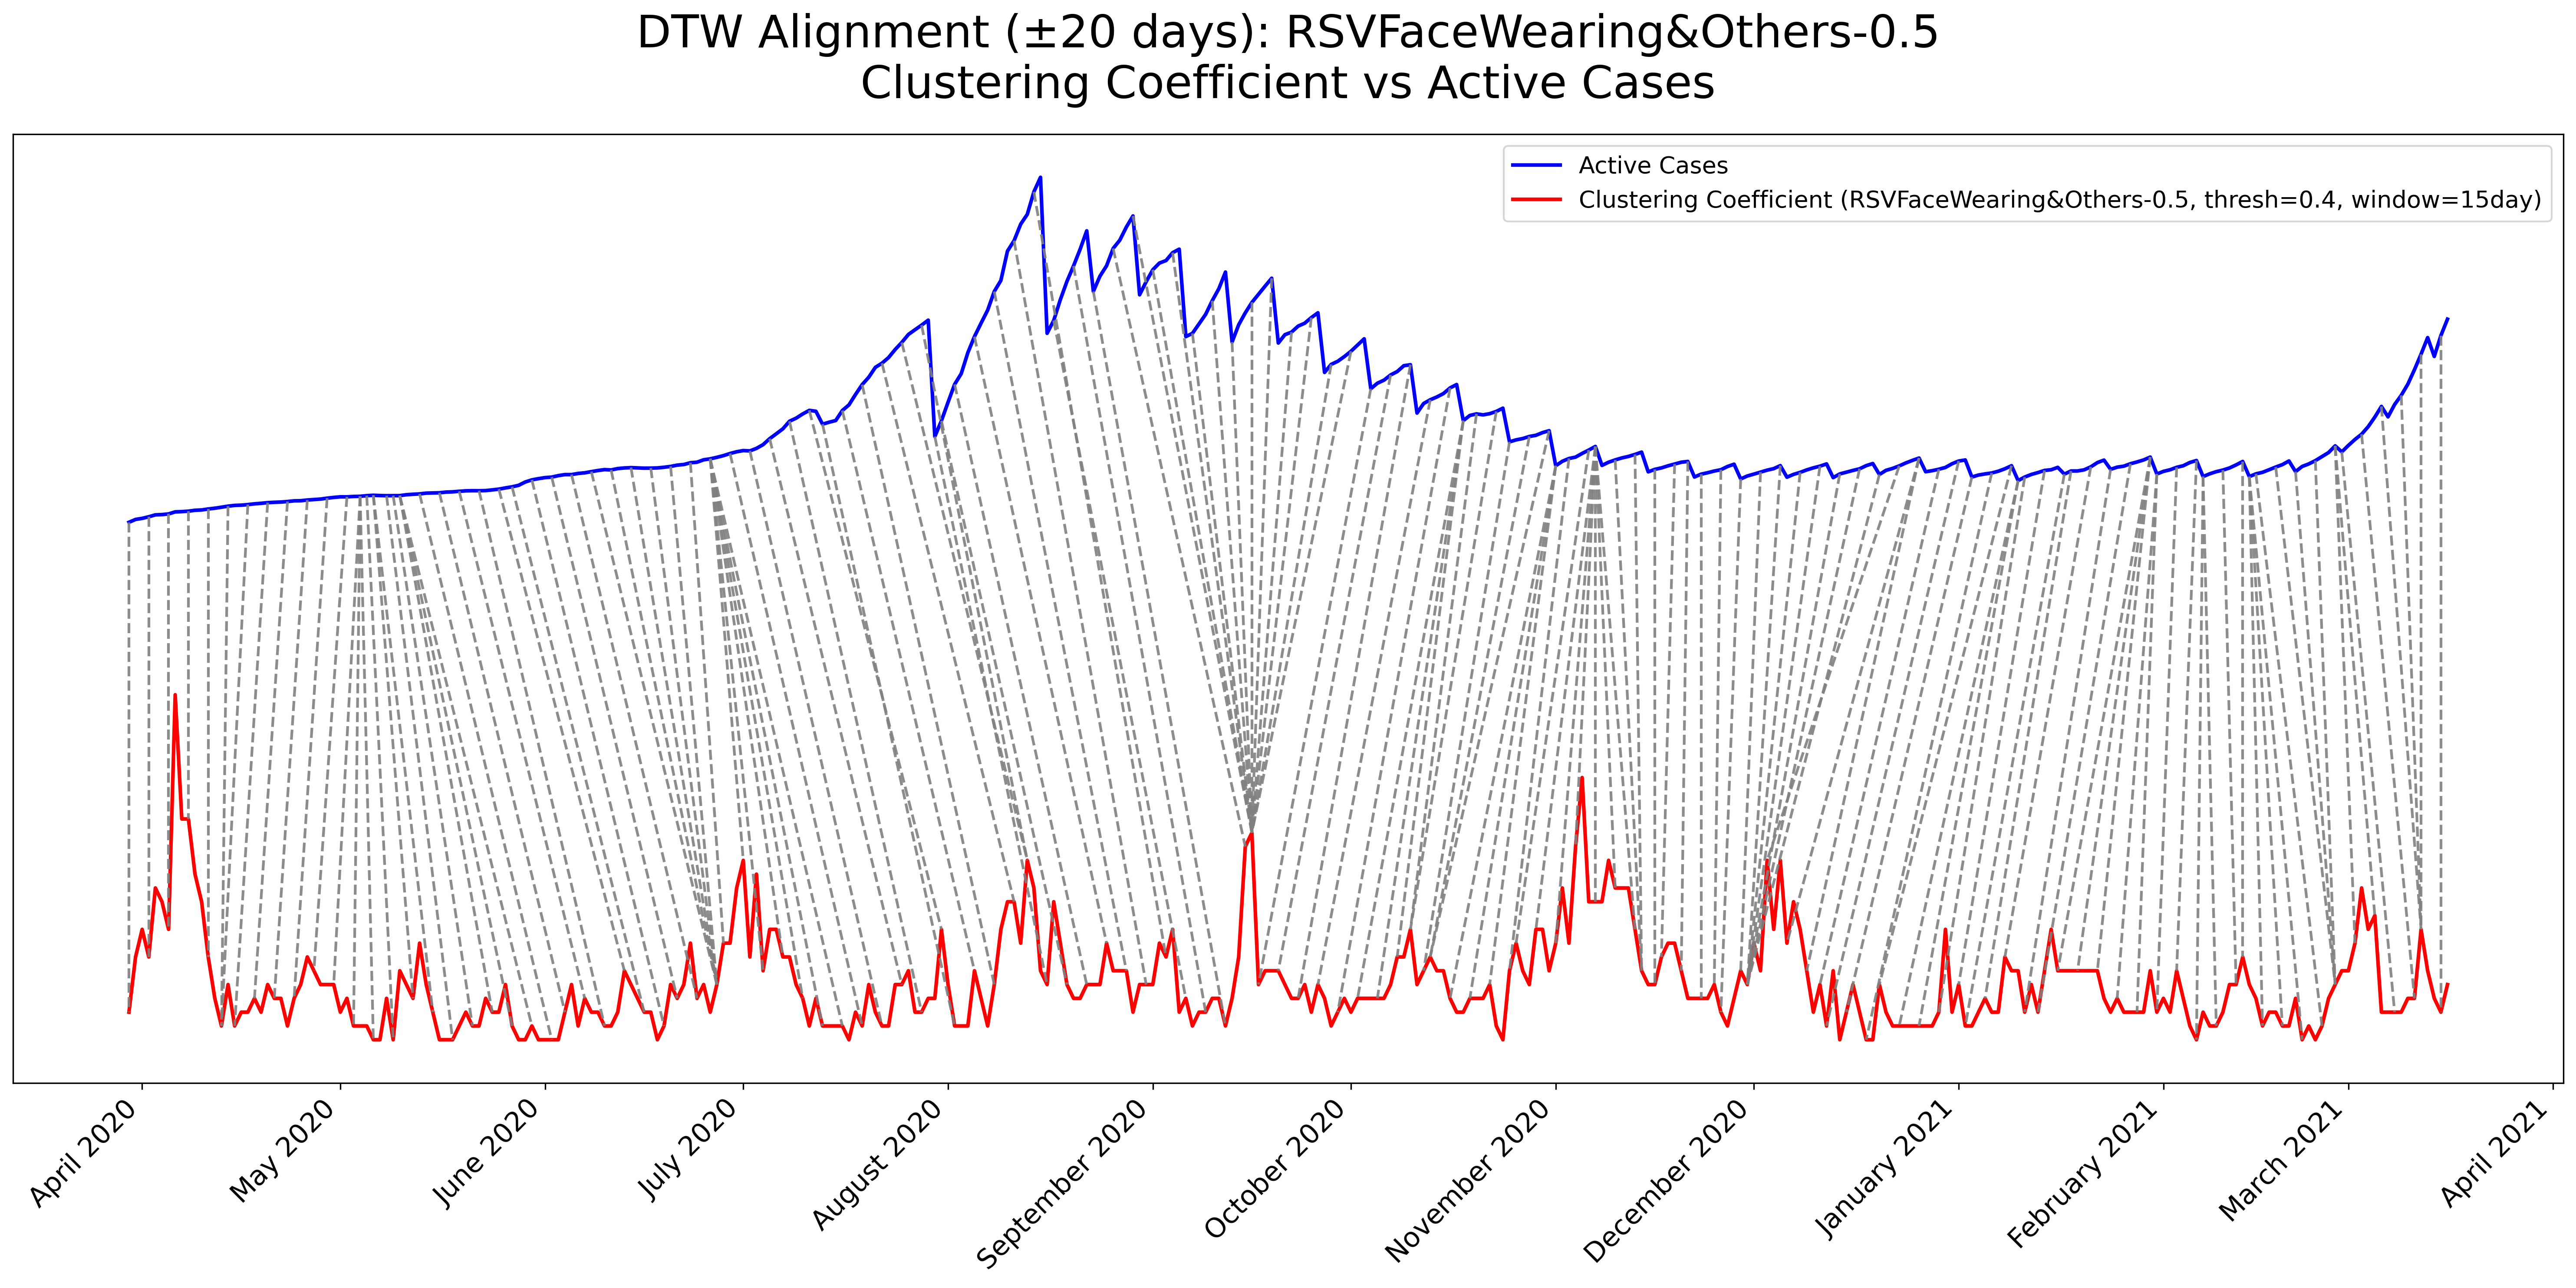 DTW Alignment (±20 days): RSVFaceWearing&Others-0.5
Clustering Coefficient vs Active Cases
Active Cases
Clustering Coefficient (RSVFaceWearing&Others-0.5, thresh=0.4, window=15day)
April 2020
May 2020
June 2020
July 2020
August 2020
September 2020
October 2020
November 2020
December 2020
January 2021
February 2021
March 2021
April 2021